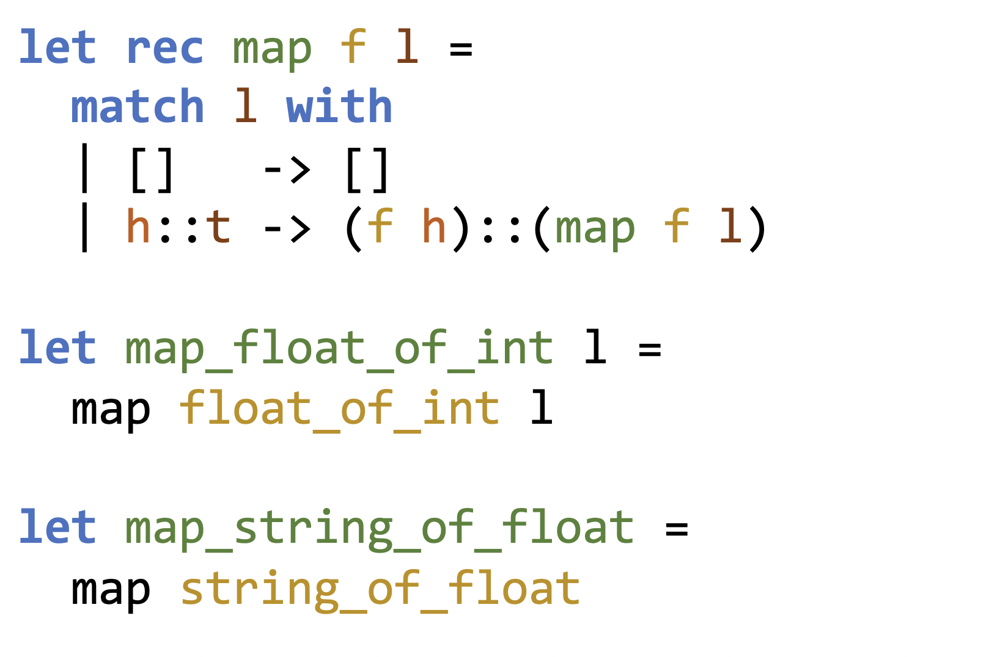 let rec map f l =
  match l with
  | []   -> []
  | h::t -> (f h)::(map f l)
let map_float_of_int l =
  map float_of_int l
let map_string_of_float =
  map string_of_float